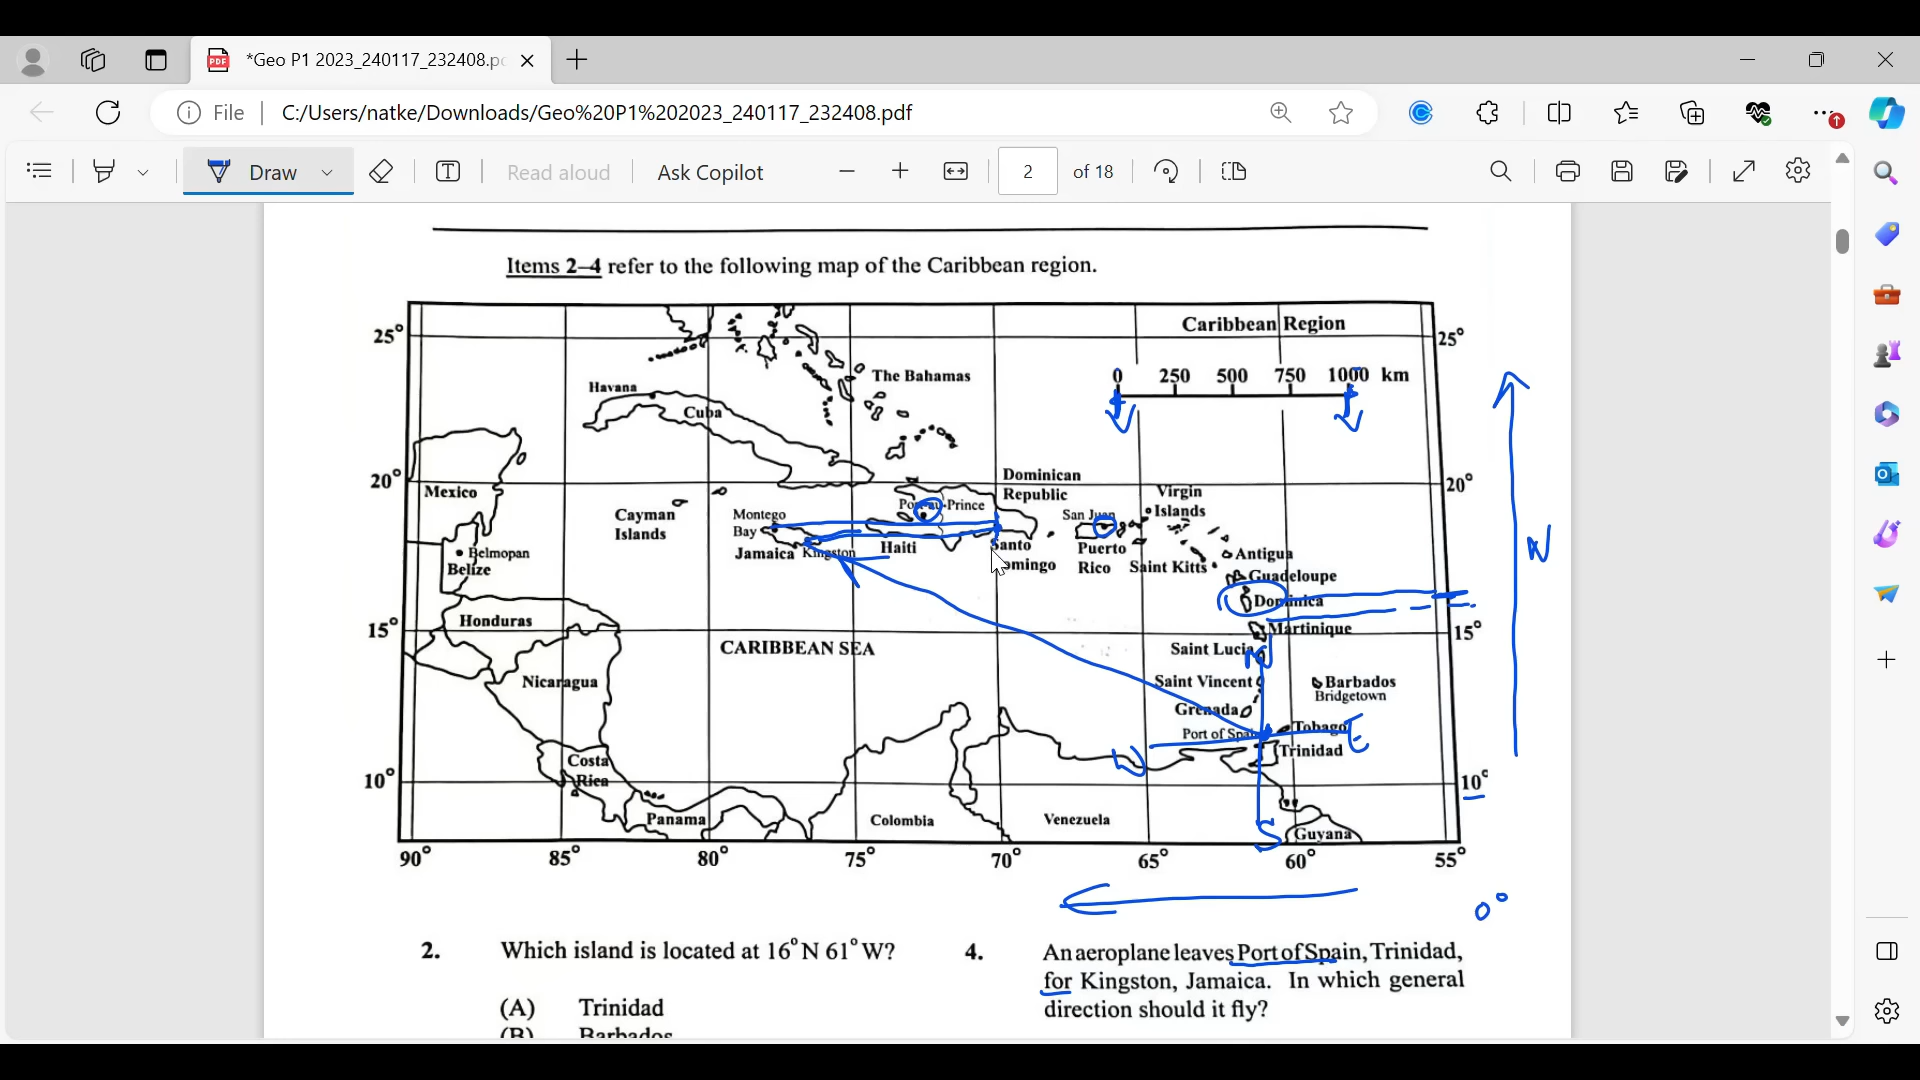 *Geo P1 2023_240117_232408.pc
File
C:/Users/natke/Downloads/Geo%20P1%202023_240117_232408.pdf
Draw
Read aloud
Ask Copilot
2
of 18
Items 2–4 refer to the following map of the Caribbean region.
Caribbean Region
25°
25°
0 250 500 750 1000 km
The Bahamas
Havana
Cuba
20°
20°
Mexico
Dominican
Republic
Virgin
Islands
Cayman
Islands
Montego
Bay
Jamaica
Kingston
Prince
Haiti
Santo
San Juan
Puerto
Rico
Saint Kitts
Antigua
Guadeloupe
Dominica
Martinique
Belmopan
Belize
Honduras
N
15°
15°
CARIBBEAN SEA
Saint Lucia
N
Nicaragua
Saint Vincent
Barbados
Bridgetown
Grenada
Port of Spa
Tobago
E
W
Trinidad
Costa
Rica
10°
10°
Panama
Colombia
Venezuela
S
Guyana
90° 85° 80° 75° 70° 65° 60° 55°
0°
2. Which island is located at 16°N 61°W?
(A) Trinidad
(B) Barbados
4. An aeroplane leaves Port of Spain, Trinidad,
for Kingston, Jamaica. In which general
direction should it fly?